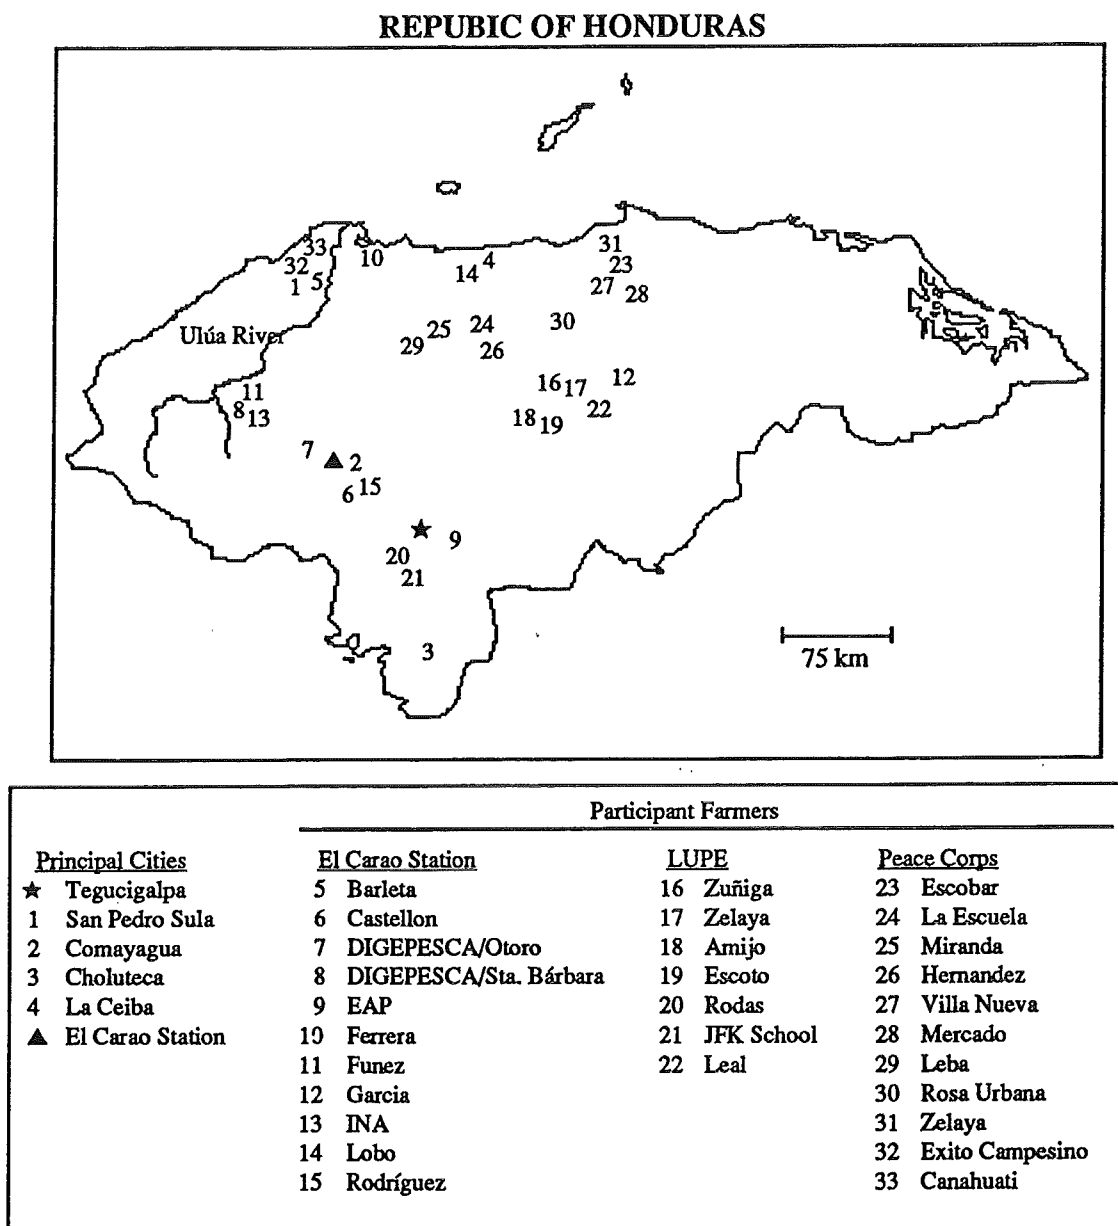 REPUBIC OF HONDURAS
33
32
1
5
10
14
4
31
23
27
28
Ulúa River
29
25
24
26
30
11
8
13
16
17
12
18
19
22
7
2
6
15
9
20
21
3
75 km
Participant Farmers
Principal Cities
Tegucigalpa
1 San Pedro Sula
2 Comayagua
3 Choluteca
4 La Ceiba
El Carao Station
El Carao Station
5 Barleta
6 Castellon
7 DIGEPESCA/Otoro
8 DIGEPESCA/Sta. Bárbara
9 EAP
10 Ferrera
11 Funez
12 Garcia
13 INA
14 Lobo
15 Rodríguez
LUPE
16 Zuñiga
17 Zelaya
18 Amijo
19 Escoto
20 Rodas
21 JFK School
22 Leal
Peace Corps
23 Escobar
24 La Escuela
25 Miranda
26 Hernandez
27 Villa Nueva
28 Mercado
29 Leba
30 Rosa Urbana
31 Zelaya
32 Exito Campesino
33 Canahuati